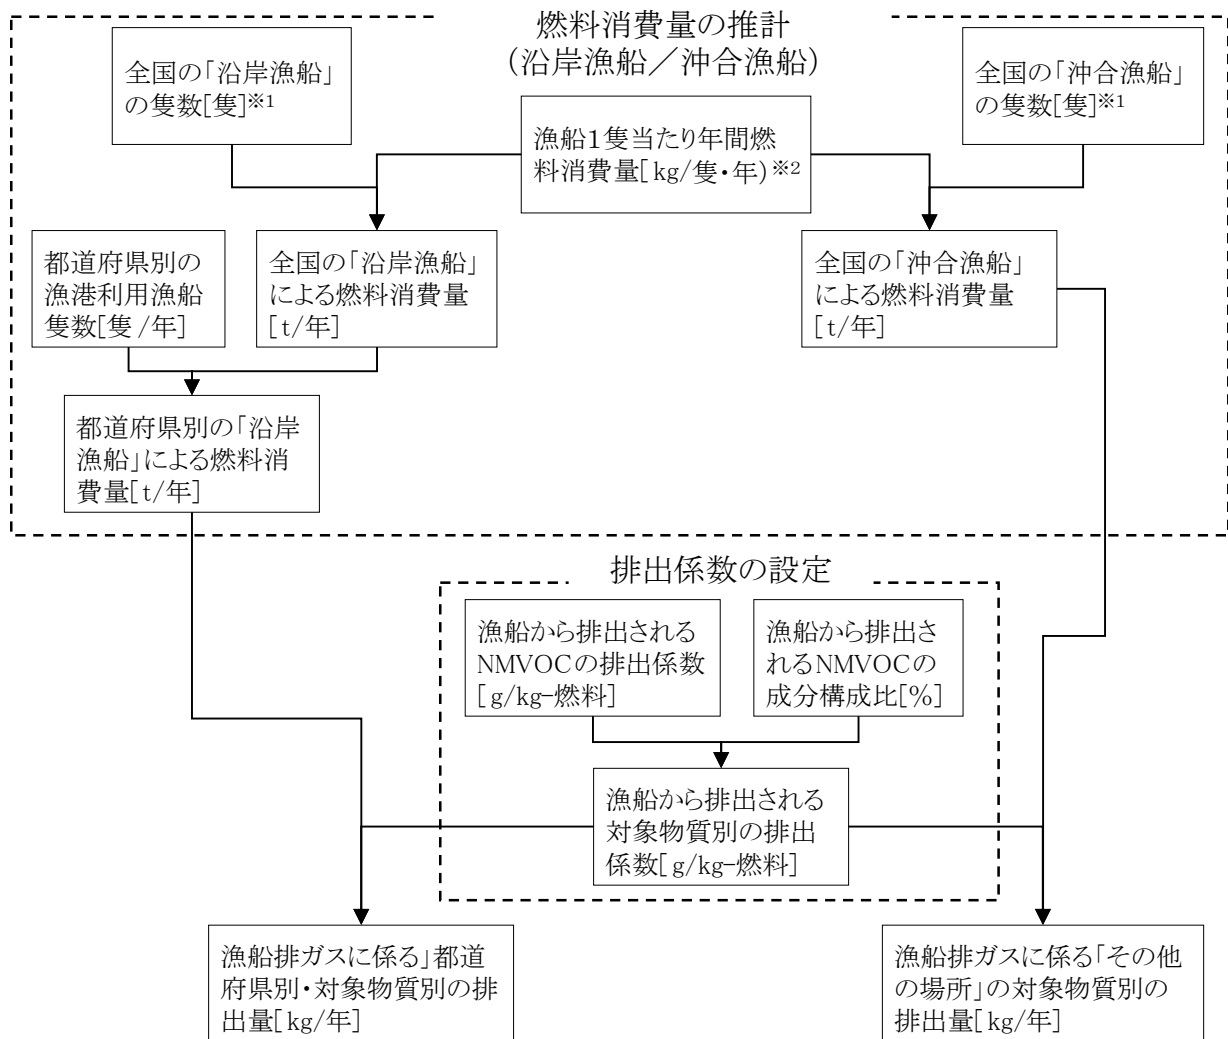 燃料消費量の推計
(沿岸漁船／沖合漁船)
全国の「沿岸漁船」
の隻数[隻]※1
全国の「沖合漁船」
の隻数[隻]※1
漁船1隻当たり年間燃
料消費量[kg/隻・年)※2
都道府県別の
漁港利用漁船
隻数[隻/年]
全国の「沿岸漁船」
による燃料消費量
[t/年]
全国の「沖合漁船」
による燃料消費量
[t/年]
都道府県別の「沿岸
漁船」による燃料消
費量[t/年]
排出係数の設定
漁船から排出される
NMVOCの排出係数
[g/kg-燃料]
漁船から排出さ
れるNMVOCの
成分構成比[%]
漁船から排出される
対象物質別の排出
係数[g/kg-燃料]
漁船排ガスに係る」都道
府県別・対象物質別の排
出量[kg/年]
漁船排ガスに係る「その他
の場所」の対象物質別の
排出量[kg/年]